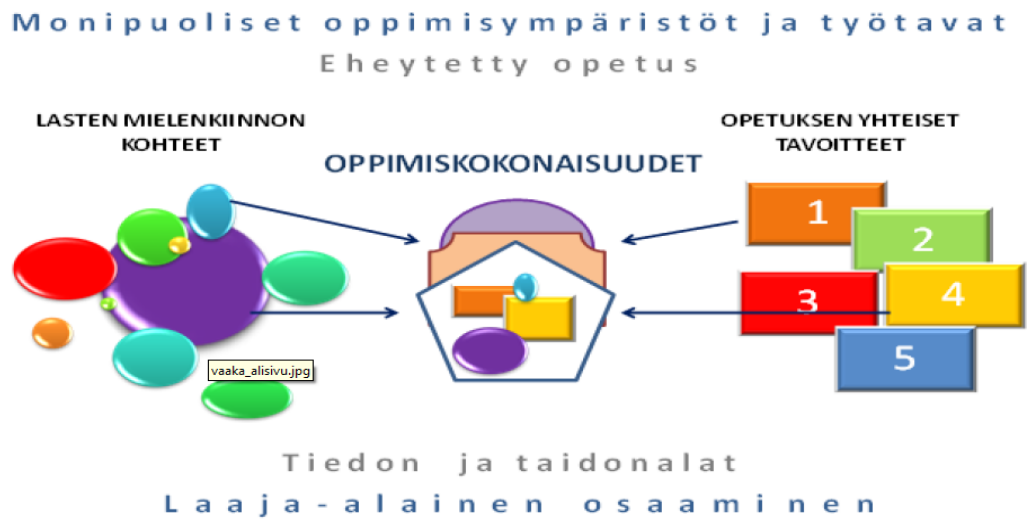 Monipuoliset oppimisympäristöt ja työtavat
Eheytetty opetus
LASTEN MIELENKIINNON
KOHTEET
OPPIMISKOKONAISUUDET
OPETUKSEN YHTEISET
TAVOITTEET
1
2
3
4
5
vaaka_alisivu.jpg
Tiedon ja taidonalat
Laaja-alainen osaaminen